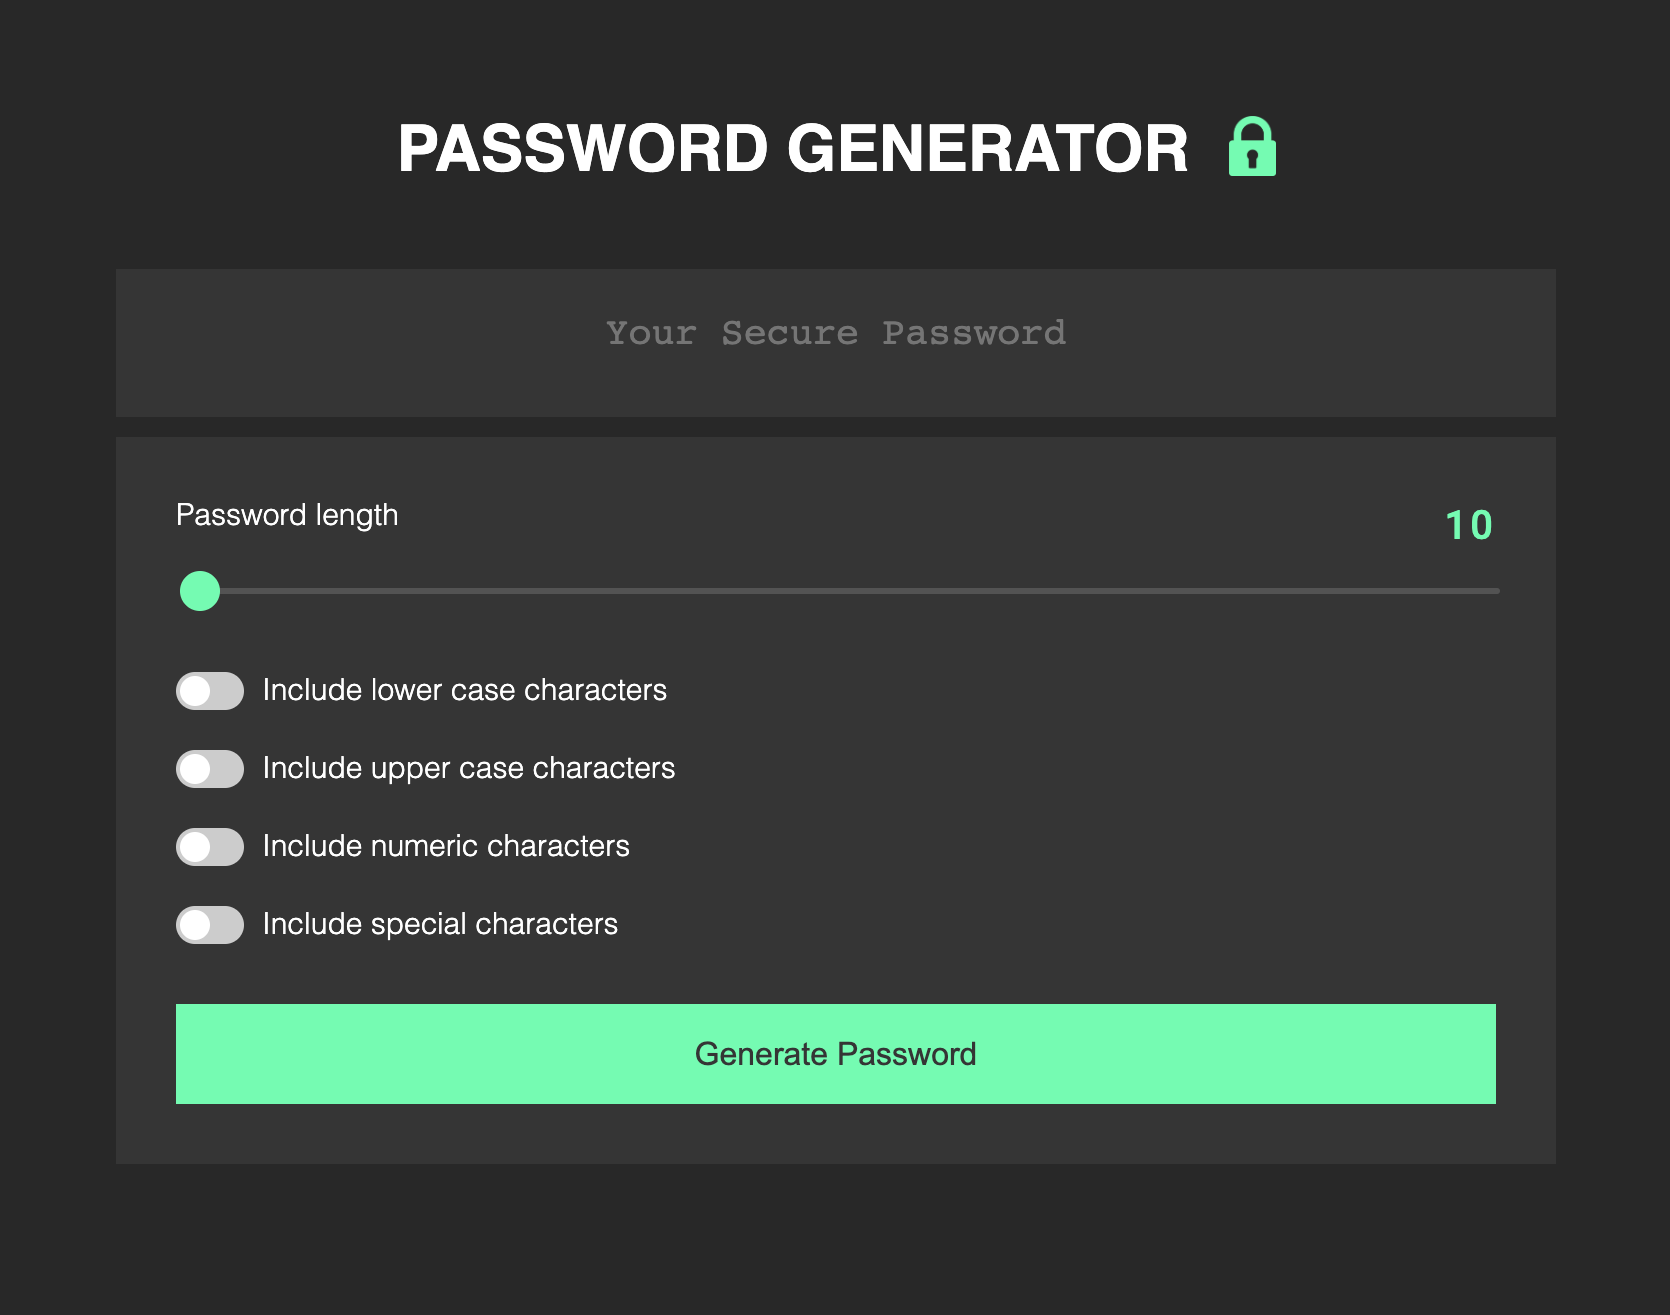 PASSWORD GENERATOR
Your Secure Password
Password length
10
Include lower case characters
Include upper case characters
Include numeric characters
Include special characters
Generate Password